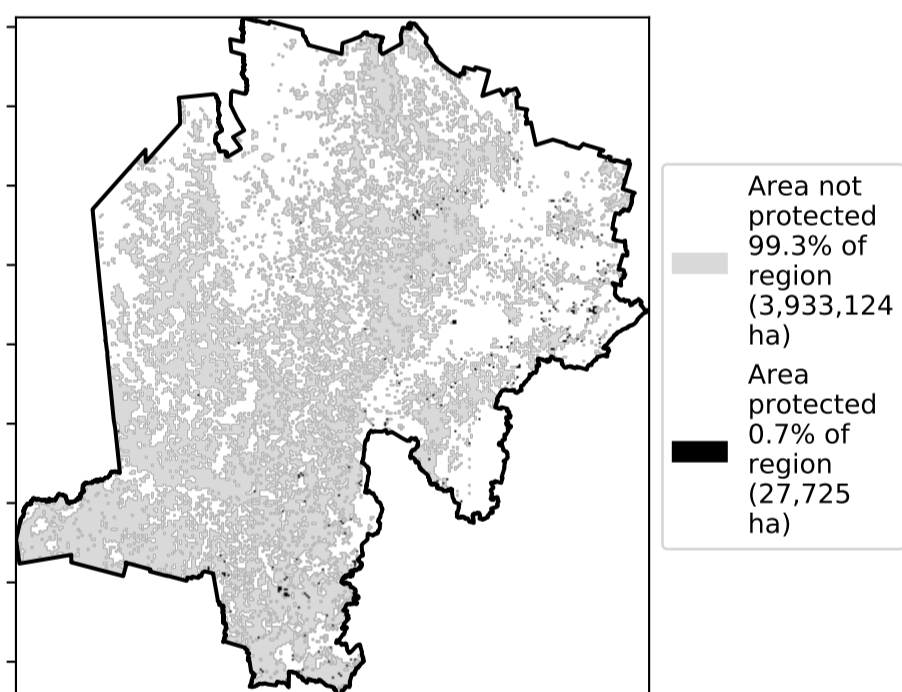 Area not
protected
99.3% of
region
(3,933,124
ha)
Area
protected
0.7% of
region
(27,725
ha)